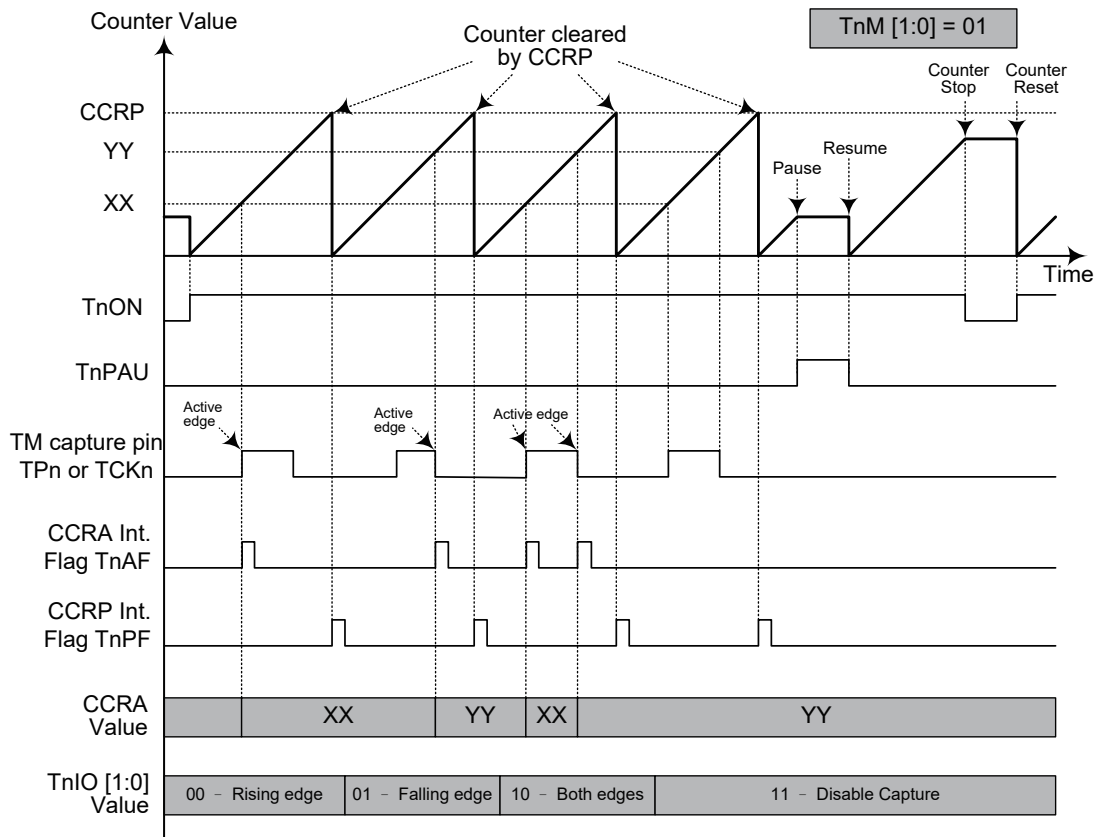 Counter Value
TnM [1:0] = 01
Counter cleared
by CCRP
Counter
Stop
Counter
Reset
CCRP
YY
XX
Pause
Resume
Time
TnON
TnPAU
Active
edge
Active
edge
Active edge
TM capture pin
TPn or TCKn
CCRA Int.
Flag TnAF
CCRP Int.
Flag TnPF
CCRA
Value
XX
YY
XX
YY
TnIO [1:0]
Value
00 – Rising edge
01 – Falling edge
10 – Both edges
11 – Disable Capture